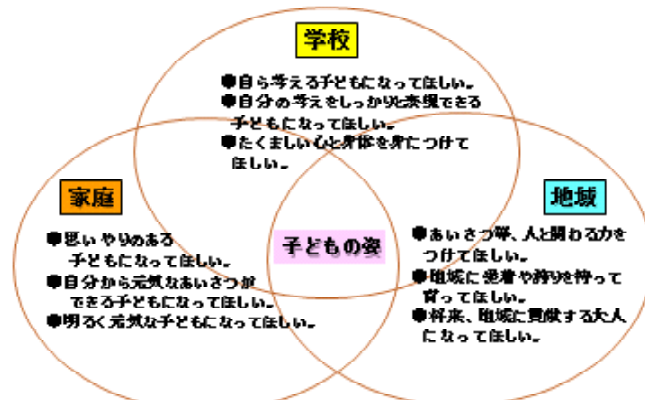 学校
●自ら考える子どもになってほしい。
●自分の考えをしっかりと表現できる
子どもになってほしい。
●たくましい心と身体を身につけて
ほしい。
家庭
●思いやりのある
子どもになってほしい。
●自分から元気なあいさつが
できる子どもになってほしい。
●明るく元気な子どもになってほしい。
子どもの姿
地域
●あいさつ等、人と関わる力を
つけてほしい。
●地域に愛着や誇りを持って
育ってほしい。
●将来、地域に貢献する大人
になってほしい。